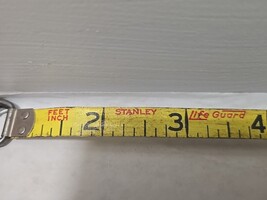 FEET STANLEY life Guard
INCH 2 3 4